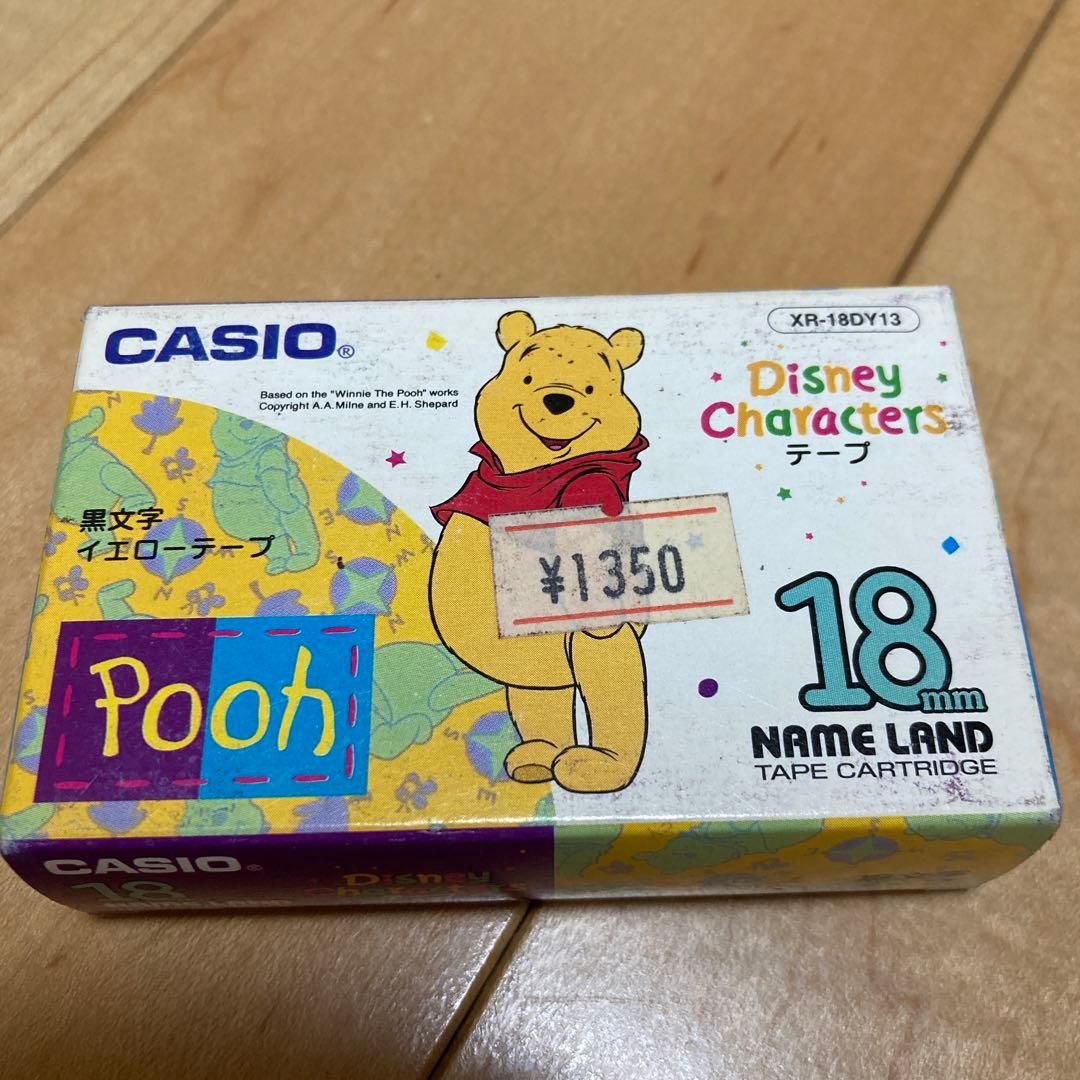 CASIO®
XR-18DY13
Based on the "Winnie The Pooh" works
Copyright A.A.Milne and E.H. Shepard
Disney
Characters
テープ
黒文字
イエローテープ
¥1350
Pooh
18mm
NAME LAND
TAPE CARTRIDGE
CASIO®
18
Disney
Characters